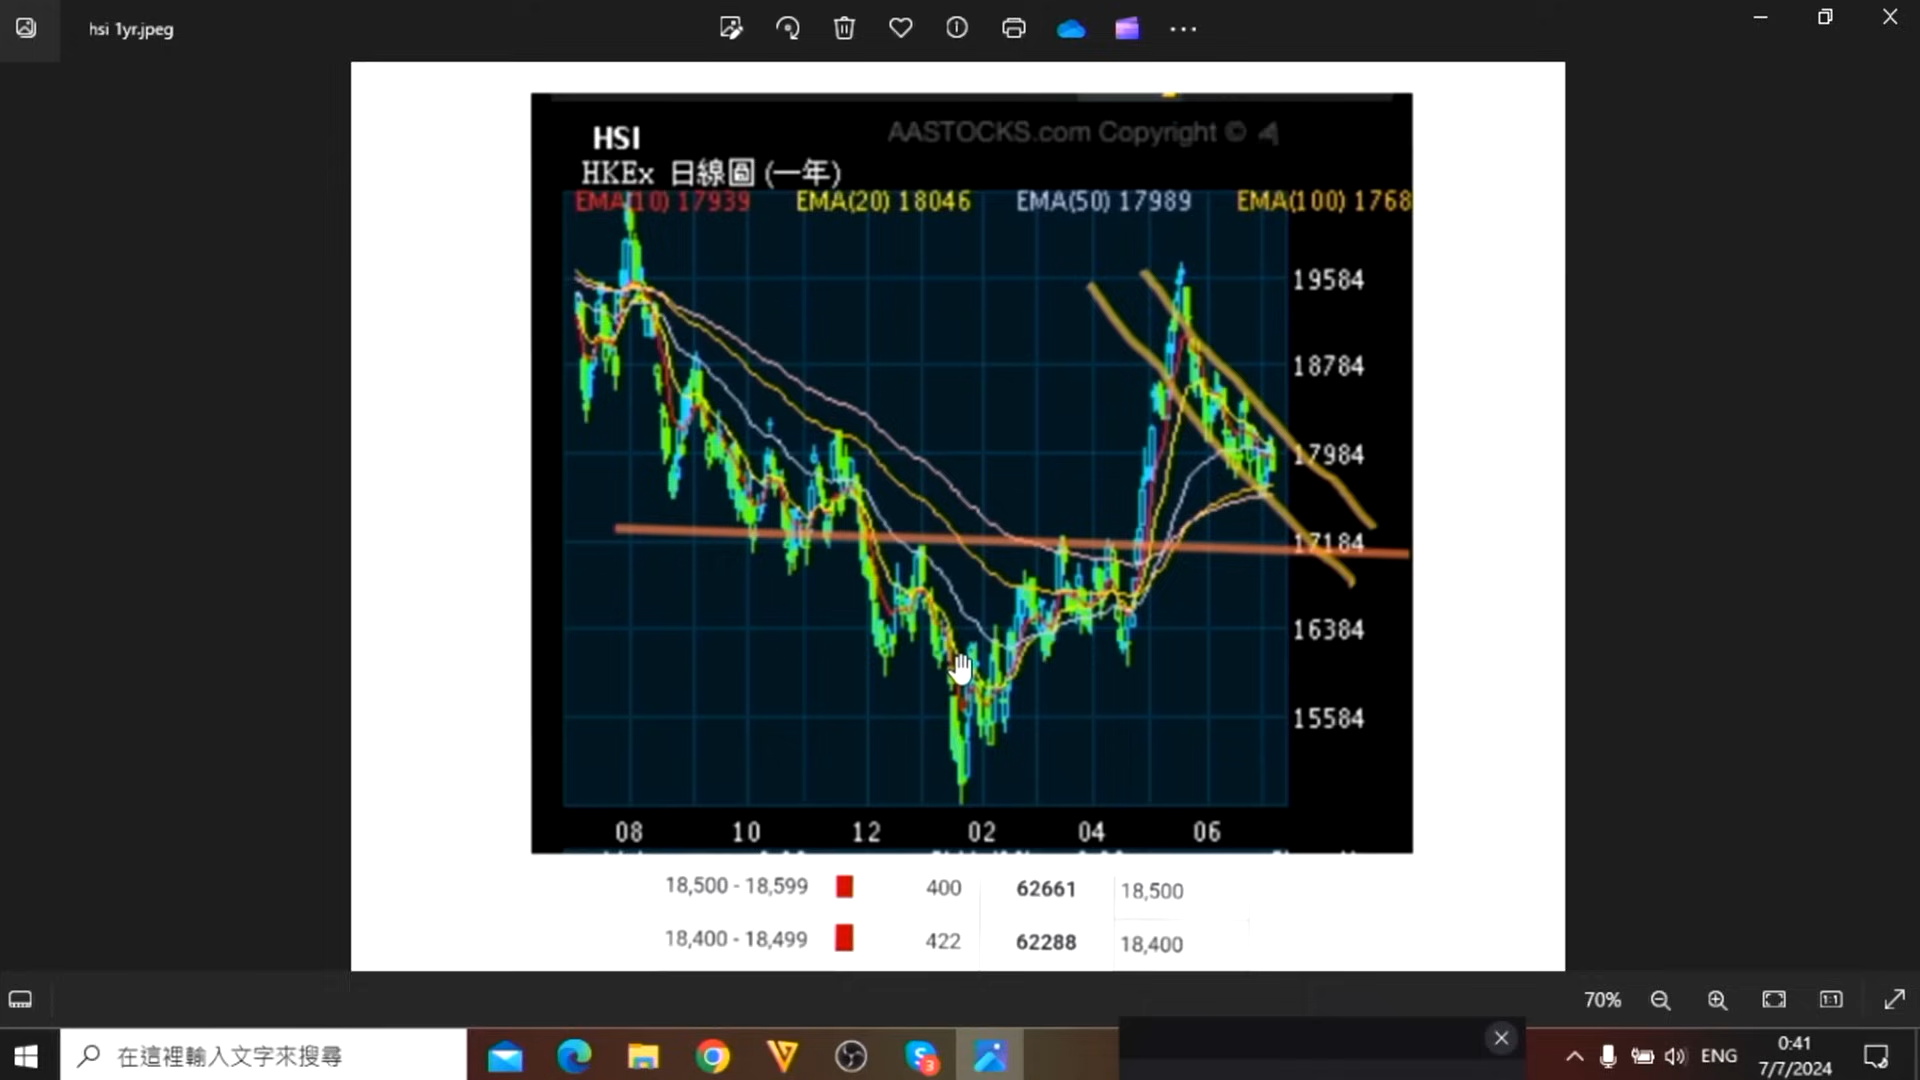 hsi 1yr.jpeg
HSI
AASTOCKS.com Copyright ©
HKEx 日線圖 (一年)
EMA(10) 17939 EMA(20) 18046 EMA(50) 17989 EMA(100) 1768
19584
18784
17984
17184
16384
15584
08 10 12 02 04 06
18,500 - 18,599 400 62661 18,500
18,400 - 18,499 422 62288 18,400
70%
1:1
在這裡輸入文字來搜尋
3
ENG
0:41
7/7/2024